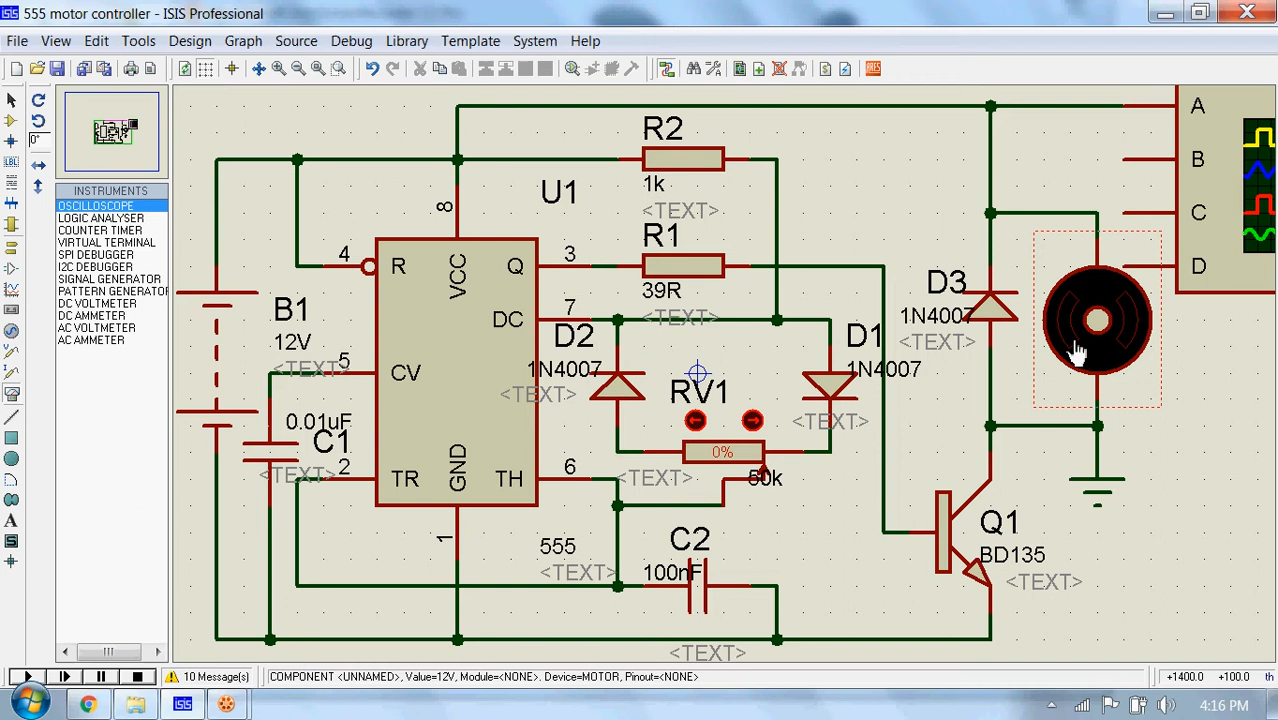 555 motor controller - ISIS Professional
File View Edit Tools Design Graph Source Debug Library Template System Help
ARES
0°
LBL
INSTRUMENTS
OSCILLOSCOPE
LOGIC ANALYSER
COUNTER TIMER
VIRTUAL TERMINAL
SPI DEBUGGER
I2C DEBUGGER
SIGNAL GENERATOR
PATTERN GENERATOR
DC VOLTMETER
DC AMMETER
AC VOLTMETER
AC AMMETER
A
B
C
D
R2
1k
<TEXT>
U1
8
R1
39R
<TEXT>
4
R
VCC
Q
3
DC
7
B1
12V
<TEXT>
5
CV
D2
1N4007
<TEXT>
RV1
0%
50k
<TEXT>
D1
1N4007
<TEXT>
D3
1N4007
<TEXT>
0.01uF
C1
<TEXT>
2
TR
GND
TH
6
1
555
<TEXT>
C2
100nF
<TEXT>
Q1
BD135
<TEXT>
10 Message(s)
COMPONENT <UNNAMED>, Value=12V, Module=<NONE>. Device=MOTOR, Pinout=<NONE>
+1400.0 +100.0 th
4:16 PM